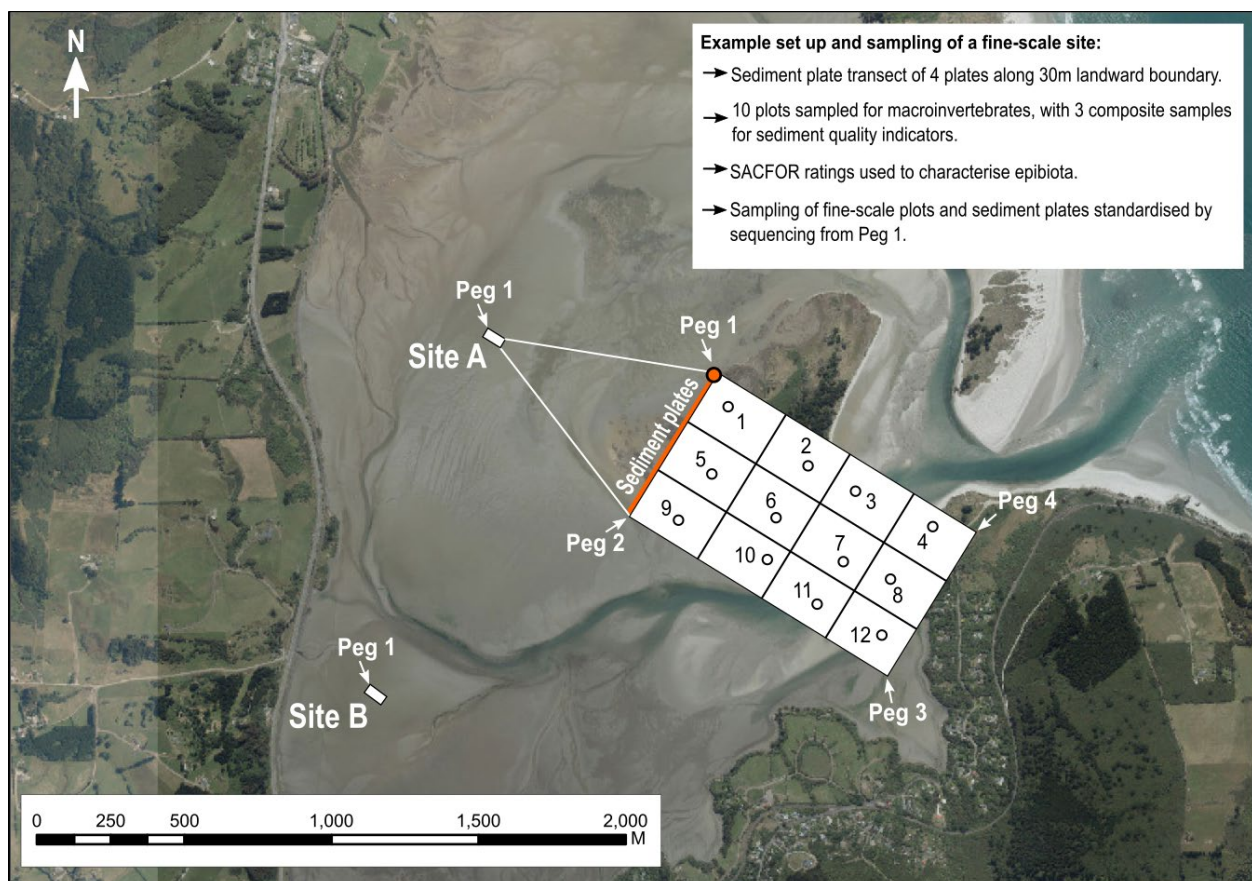 N
Example set up and sampling of a fine-scale site:
Sediment plate transect of 4 plates along 30m landward boundary.
10 plots sampled for macroinvertebrates, with 3 composite samples
for sediment quality indicators.
SACFOR ratings used to characterise epibiota.
Sampling of fine-scale plots and sediment plates standardised by
sequencing from Peg 1.
Peg 1
Site A
Peg 1
Sediment plates
1
2
3
4
5
6
7
8
9
10
11
12
Peg 4
Peg 2
Peg 3
Peg 1
Site B
0 250 500 1,000 1,500 2,000
M